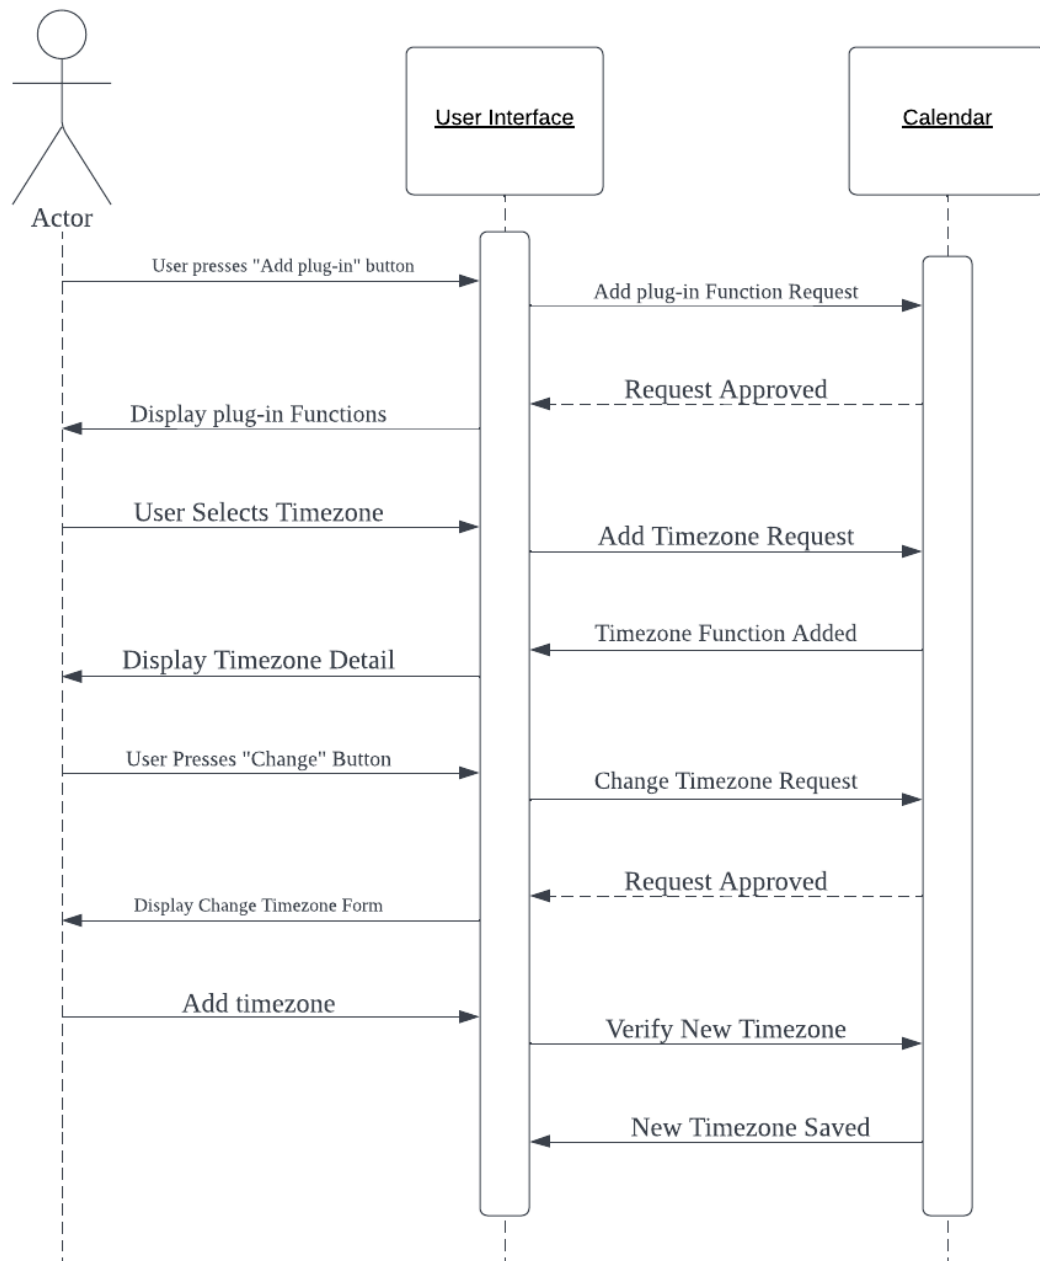 User Interface
Calendar
Actor
User presses "Add plug-in" button
Add plug-in Function Request
Request Approved
Display plug-in Functions
User Selects Timezone
Add Timezone Request
Timezone Function Added
Display Timezone Detail
User Presses "Change" Button
Change Timezone Request
Request Approved
Display Change Timezone Form
Add timezone
Verify New Timezone
New Timezone Saved